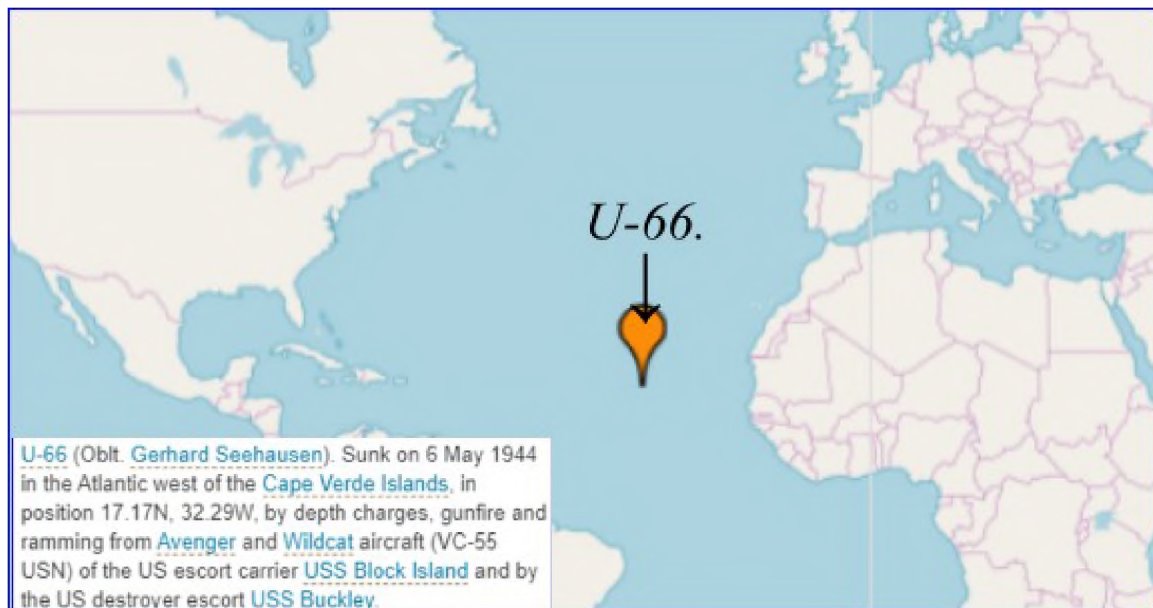 U-66.
U-66 (Oblt. Gerhard Seehausen). Sunk on 6 May 1944
in the Atlantic west of the Cape Verde Islands, in
position 17.17N, 32.29W, by depth charges, gunfire and
ramming from Avenger and Wildcat aircraft (VC-55
USN) of the US escort carrier USS Block Island and by
the US destroyer escort USS Buckley.